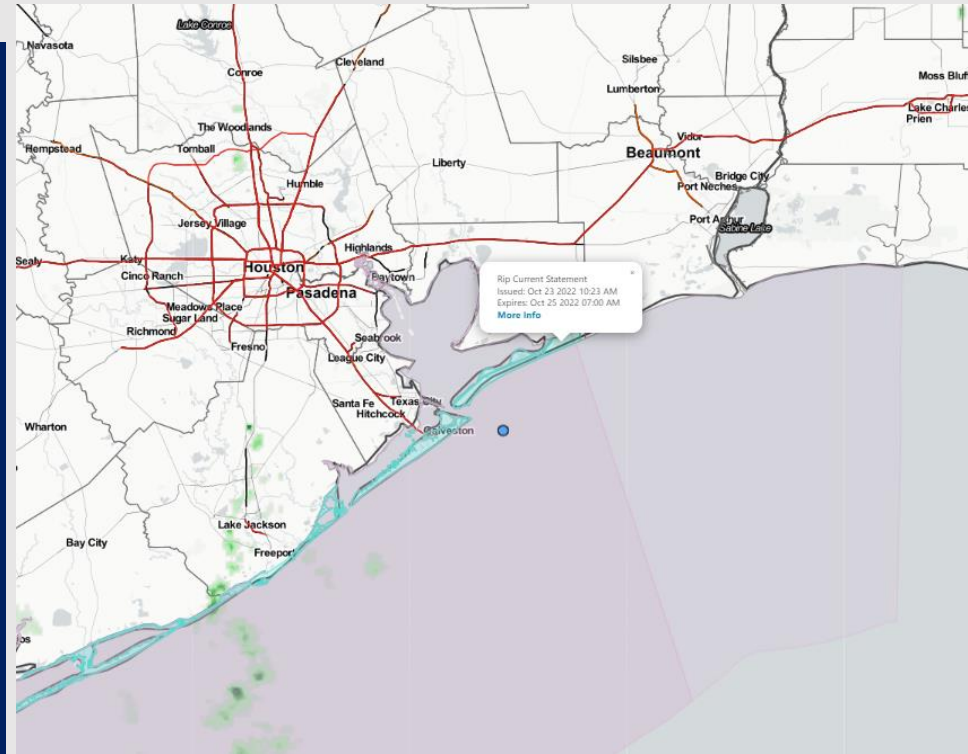 Lake Conroe
Navasota
Conroe
Cleveland
Silsbee
Lumberton
Moss Bluf
Lake Charles
Prien
The Woodlands
Tomball
Hempstead
Liberty
Vidor
Beaumont
Bridge City
Port Neches
Humble
Jersey Village
Port Arthur
Sabine Lake
Highlands
Sealy
Katy
Houston
Cinco Ranch
Baytown
Pasadena
Rip Current Statement
Issued: Oct 23 2022 10:23 AM
Expires: Oct 25 2022 07:00 AM
More Info
×
Meadows Place
Sugar Land
Richmond
Fresno
Seabrook
League City
Santa Fe
Texas City
Hitchcock
Galveston
Wharton
Lake Jackson
Bay City
Freeport
os